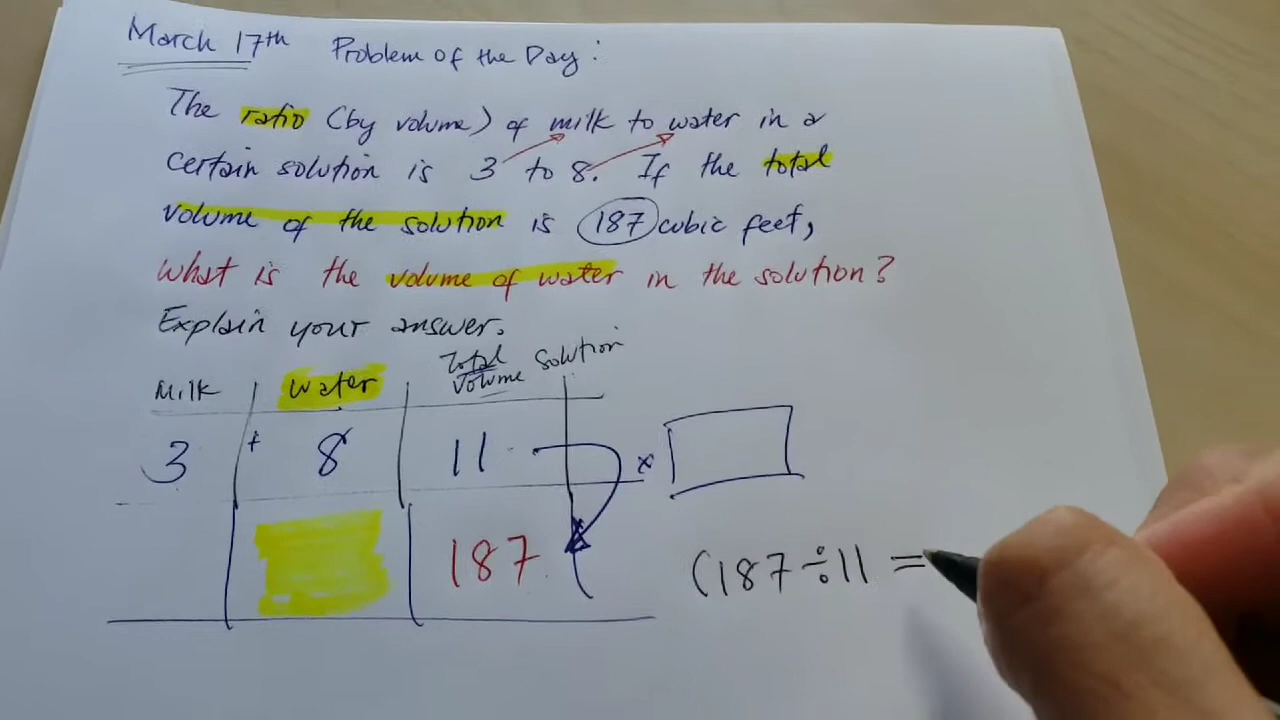 March 17th Problem of the Day:
The ratio (by volume) of milk to water in a
certain solution is 3 to 8. If the total
volume of the solution is 187 cubic feet,
what is the volume of water in the solution?
Explain your answer.
Milk Water Total Volume Solution
3 + 8 11 ×
187 (187 ÷ 11 =